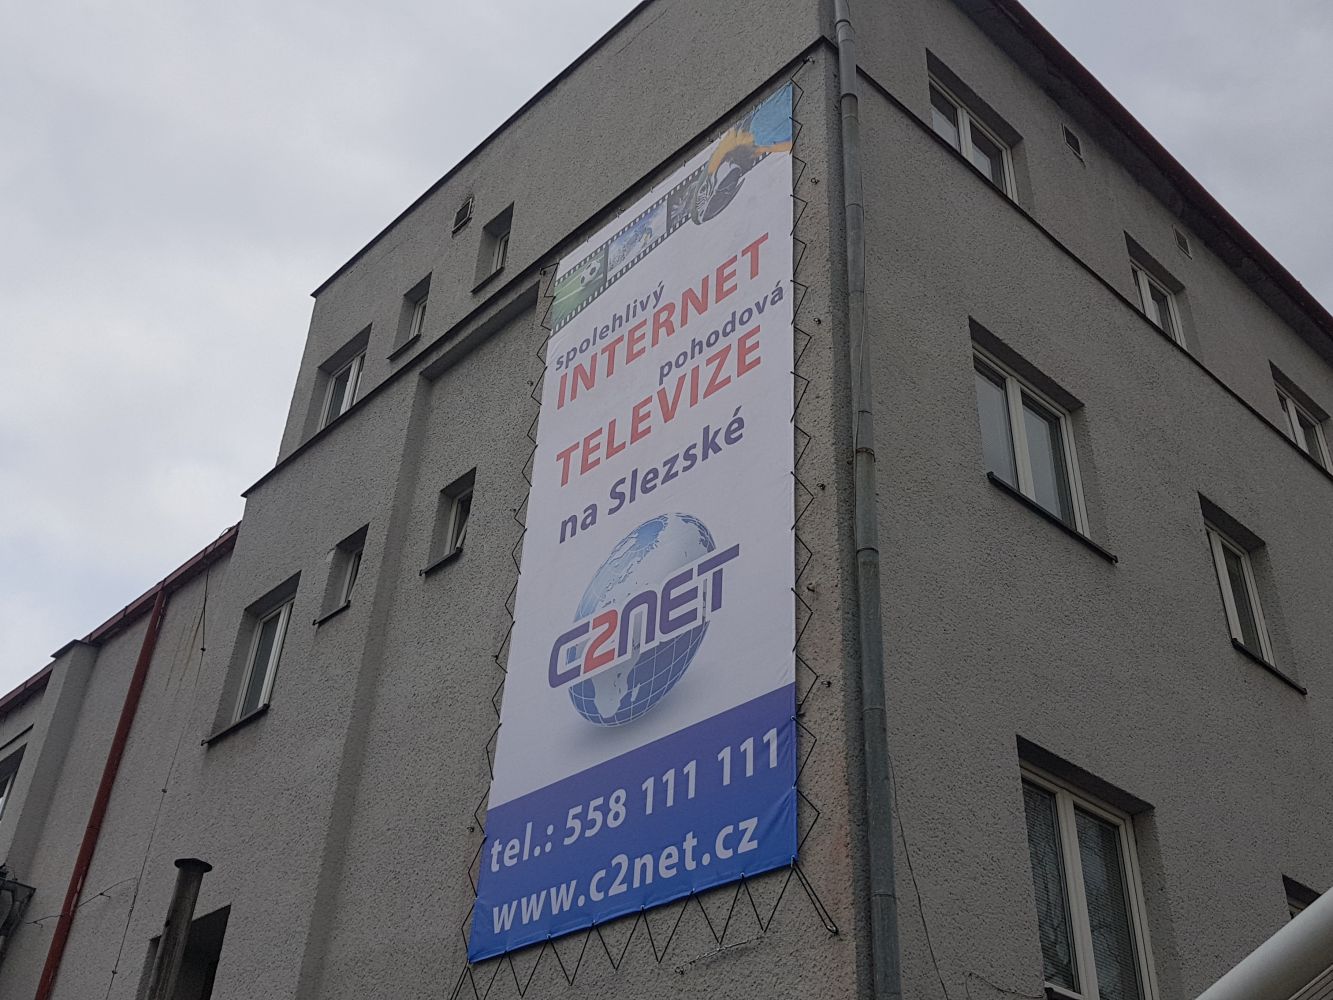 spolehlivý
INTERNET
pohodová
TELEVIZE
na Slezské
C2NET
tel.: 558 111 111
www.c2net.cz